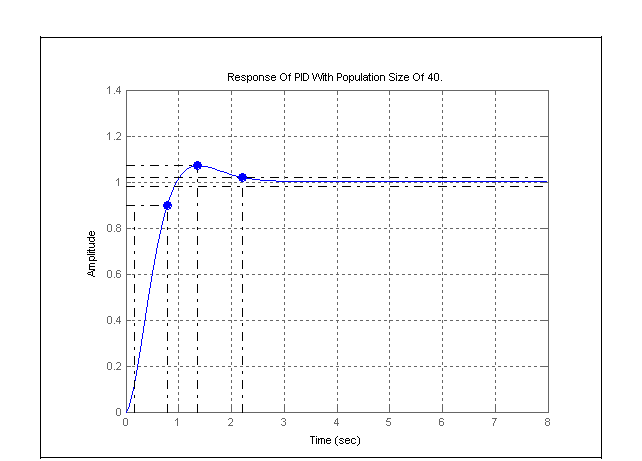 Response Of PID With Population Size Of 40.
1.4
1.2
1
0.8
0.6
0.4
0.2
0
Amplitude
0 1 2 3 4 5 6 7 8
Time (sec)